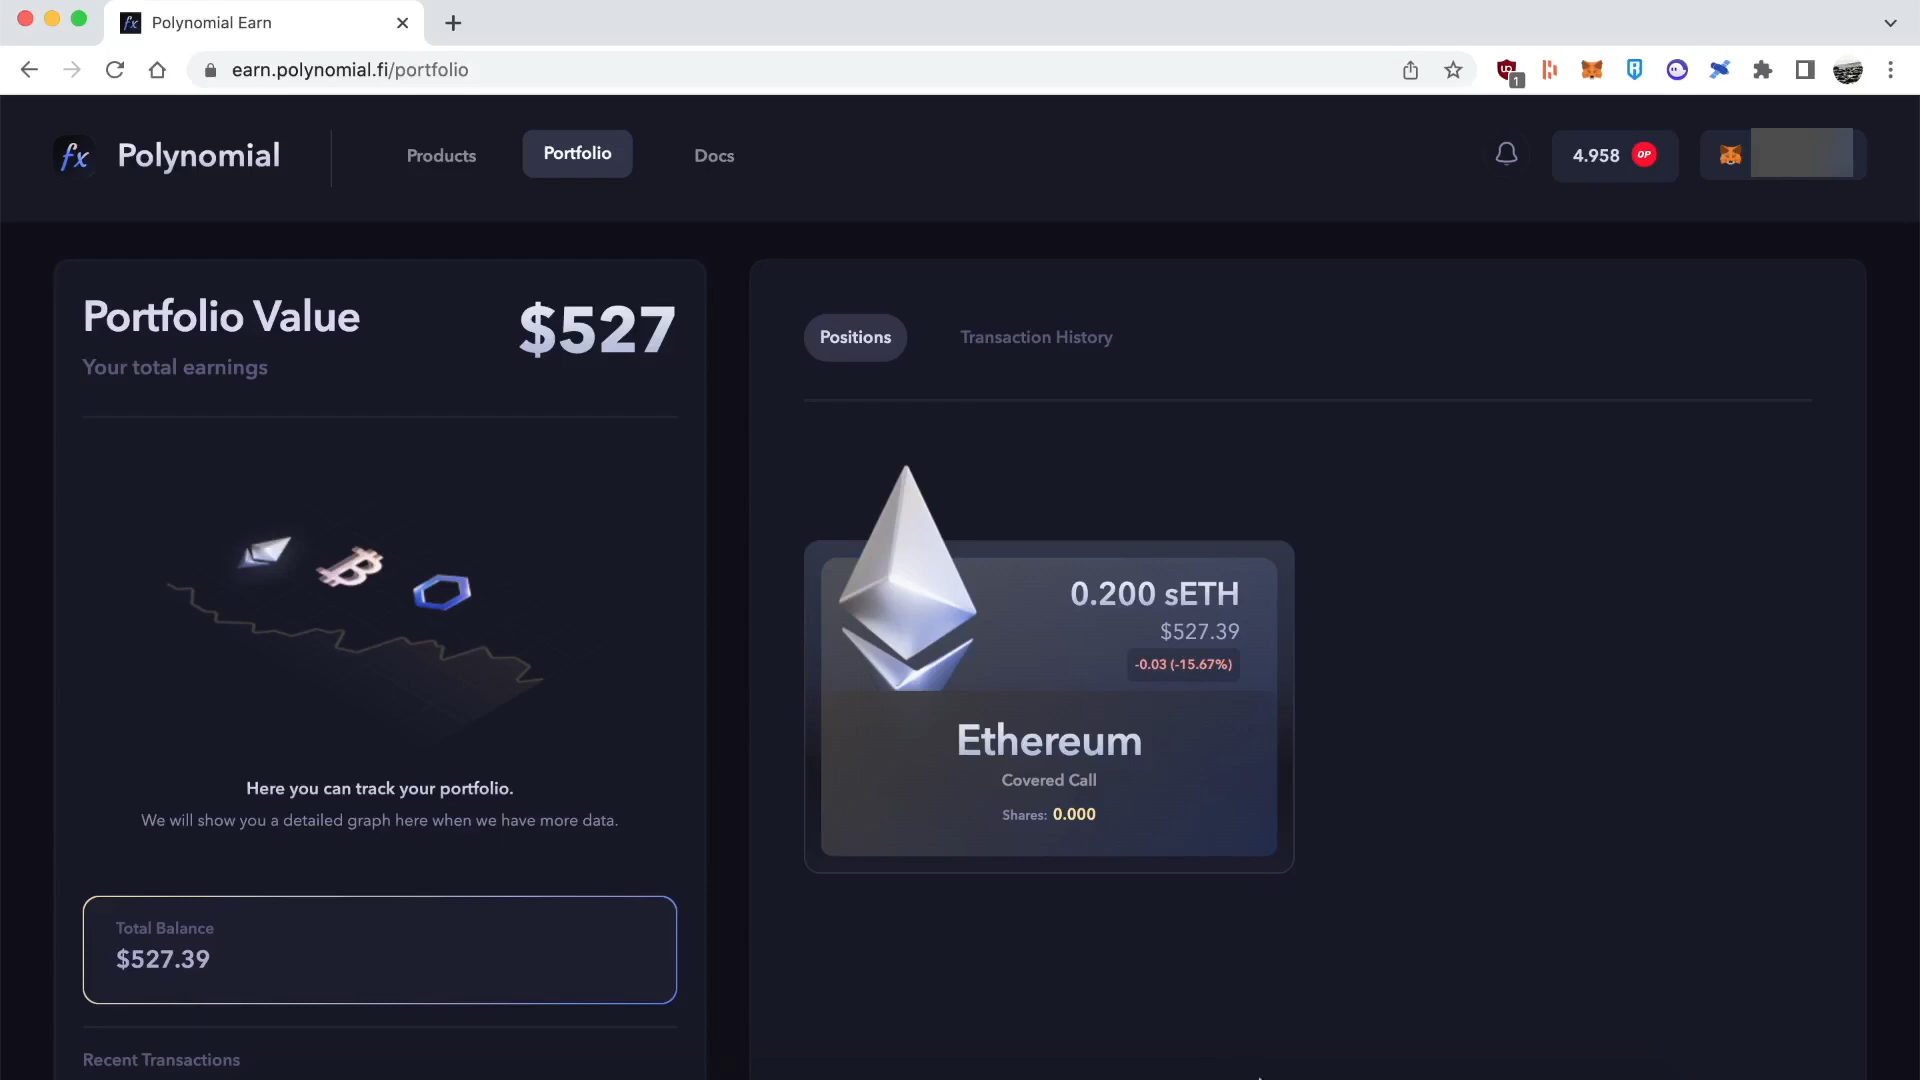 Polynomial Earn
earn.polynomial.fi/portfolio
1
fx Polynomial
Products
Portfolio
Docs
4.958 OP
Portfolio Value
$527
Your total earnings
Positions
Transaction History
0.200 sETH
$527.39
-0.03 (-15.67%)
Ethereum
Covered Call
Shares: 0.000
Here you can track your portfolio.
We will show you a detailed graph here when we have more data.
Total Balance
$527.39
Recent Transactions